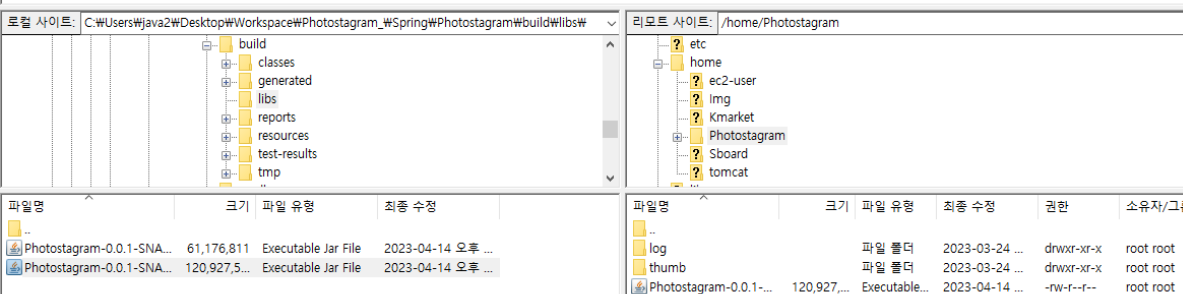 로컬 사이트: C:₩Users₩java2₩Desktop₩Workspace₩Photostagram_₩Spring₩Photostagram₩build₩libs₩
build
classes
generated
libs
reports
resources
test-results
tmp
파일명 크기 파일 유형 최종 수정
..
Photostagram-0.0.1-SNA... 61,176,811 Executable Jar File 2023-04-14 오후 ...
Photostagram-0.0.1-SNA... 120,927,5... Executable Jar File 2023-04-14 오후 ...
리모트 사이트: /home/Photostagram
etc
home
ec2-user
Img
Kmarket
Photostagram
Sboard
tomcat
파일명 크기 파일 유형 최종 수정 권한 소유자/그룹
..
log 파일 폴더 2023-03-24 ... drwxr-xr-x root root
thumb 파일 폴더 2023-03-24 ... drwxr-xr-x root root
Photostagram-0.0.1-... 120,927,... Executable... 2023-04-14 ... -rw-r--r-- root root